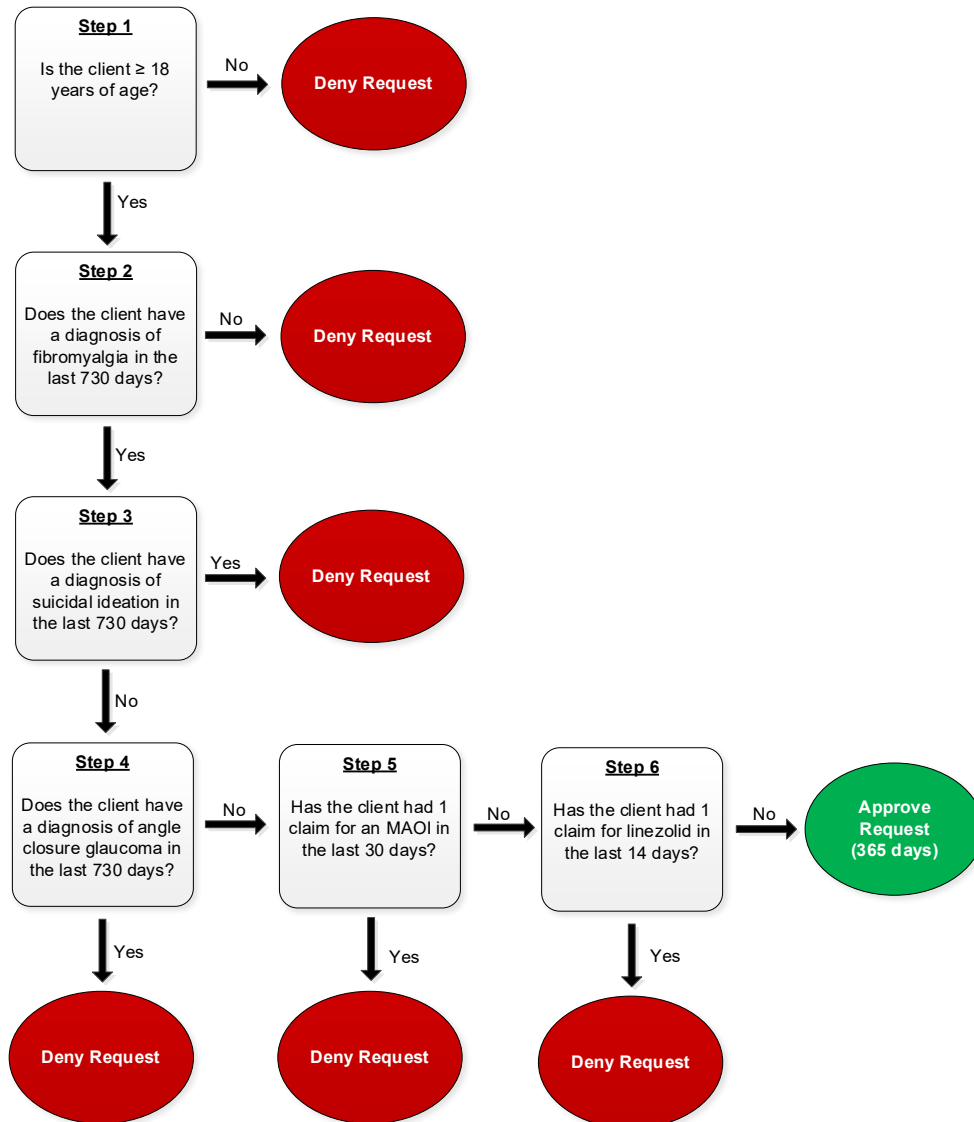 Step 1
Is the client ≥ 18
years of age?
No
Deny Request
Yes
Step 2
Does the client have
a diagnosis of
fibromyalgia in the
last 730 days?
No
Deny Request
Yes
Step 3
Does the client have
a diagnosis of
suicidal ideation in
the last 730 days?
Yes
Deny Request
No
Step 4
Does the client have
a diagnosis of angle
closure glaucoma in
the last 730 days?
No
Step 5
Has the client had 1
claim for an MAOI in
the last 30 days?
No
Step 6
Has the client had 1
claim for linezolid in
the last 14 days?
No
Approve
Request
(365 days)
Yes
Deny Request
Yes
Deny Request
Yes
Deny Request